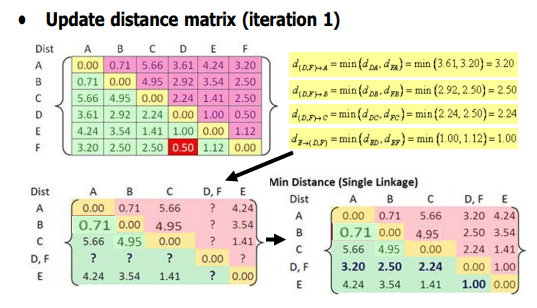 • Update distance matrix (iteration 1)
Dist A B C D E F
A 0.00 0.71 5.66 3.61 4.24 3.20
B 0.71 0.00 4.95 2.92 3.54 2.50
C 5.66 4.95 0.00 2.24 1.41 2.50
D 3.61 2.92 2.24 0.00 1.00 0.50
E 4.24 3.54 1.41 1.00 0.00 1.12
F 3.20 2.50 2.50 0.50 1.12 0.00
d(D,F)→A = min(dDA, dFA) = min(3.61, 3.20) = 3.20
d(D,F)→B = min(dDB, dFB) = min(2.92, 2.50) = 2.50
d(D,F)→C = min(dDC, dFC) = min(2.24, 2.50) = 2.24
dE→(D,F) = min(dED, dEF) = min(1.00, 1.12) = 1.00
Dist A B C D, F E
A 0.00 0.71 5.66 ? 4.24
B 0.71 0.00 4.95 ? 3.54
C 5.66 4.95 0.00 ? 1.41
D, F ? ? ? 0.00 ?
E 4.24 3.54 1.41 ? 0.00
Min Distance (Single Linkage)
Dist A B C D, F E
A 0.00 0.71 5.66 3.20 4.24
B 0.71 0.00 4.95 2.50 3.54
C 5.66 4.95 0.00 2.24 1.41
D, F 3.20 2.50 2.24 0.00 1.00
E 4.24 3.54 1.41 1.00 0.00